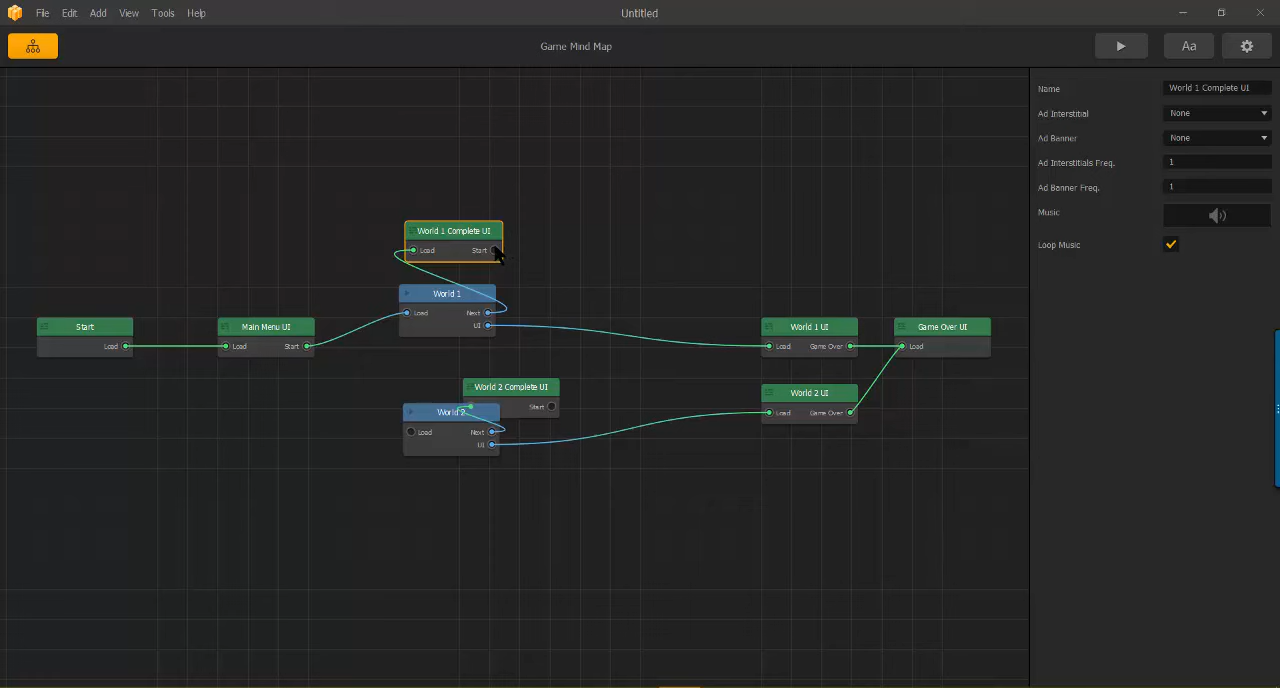 File Edit Add View Tools Help
Untitled
Game Mind Map
Aa
Name World 1 Complete UI
Ad Interstitial None
Ad Banner None
Ad Interstitials Freq. 1
Ad Banner Freq. 1
Music
Loop Music
World 1 Complete UI
Load Start
World 1
Load Next
UI
Start
Load
Main Menu UI
Load Start
World 1 UI
Load Game Over
Game Over UI
Load
World 2 Complete UI
Start
World 2
Load Next
UI
World 2 UI
Load Game Over